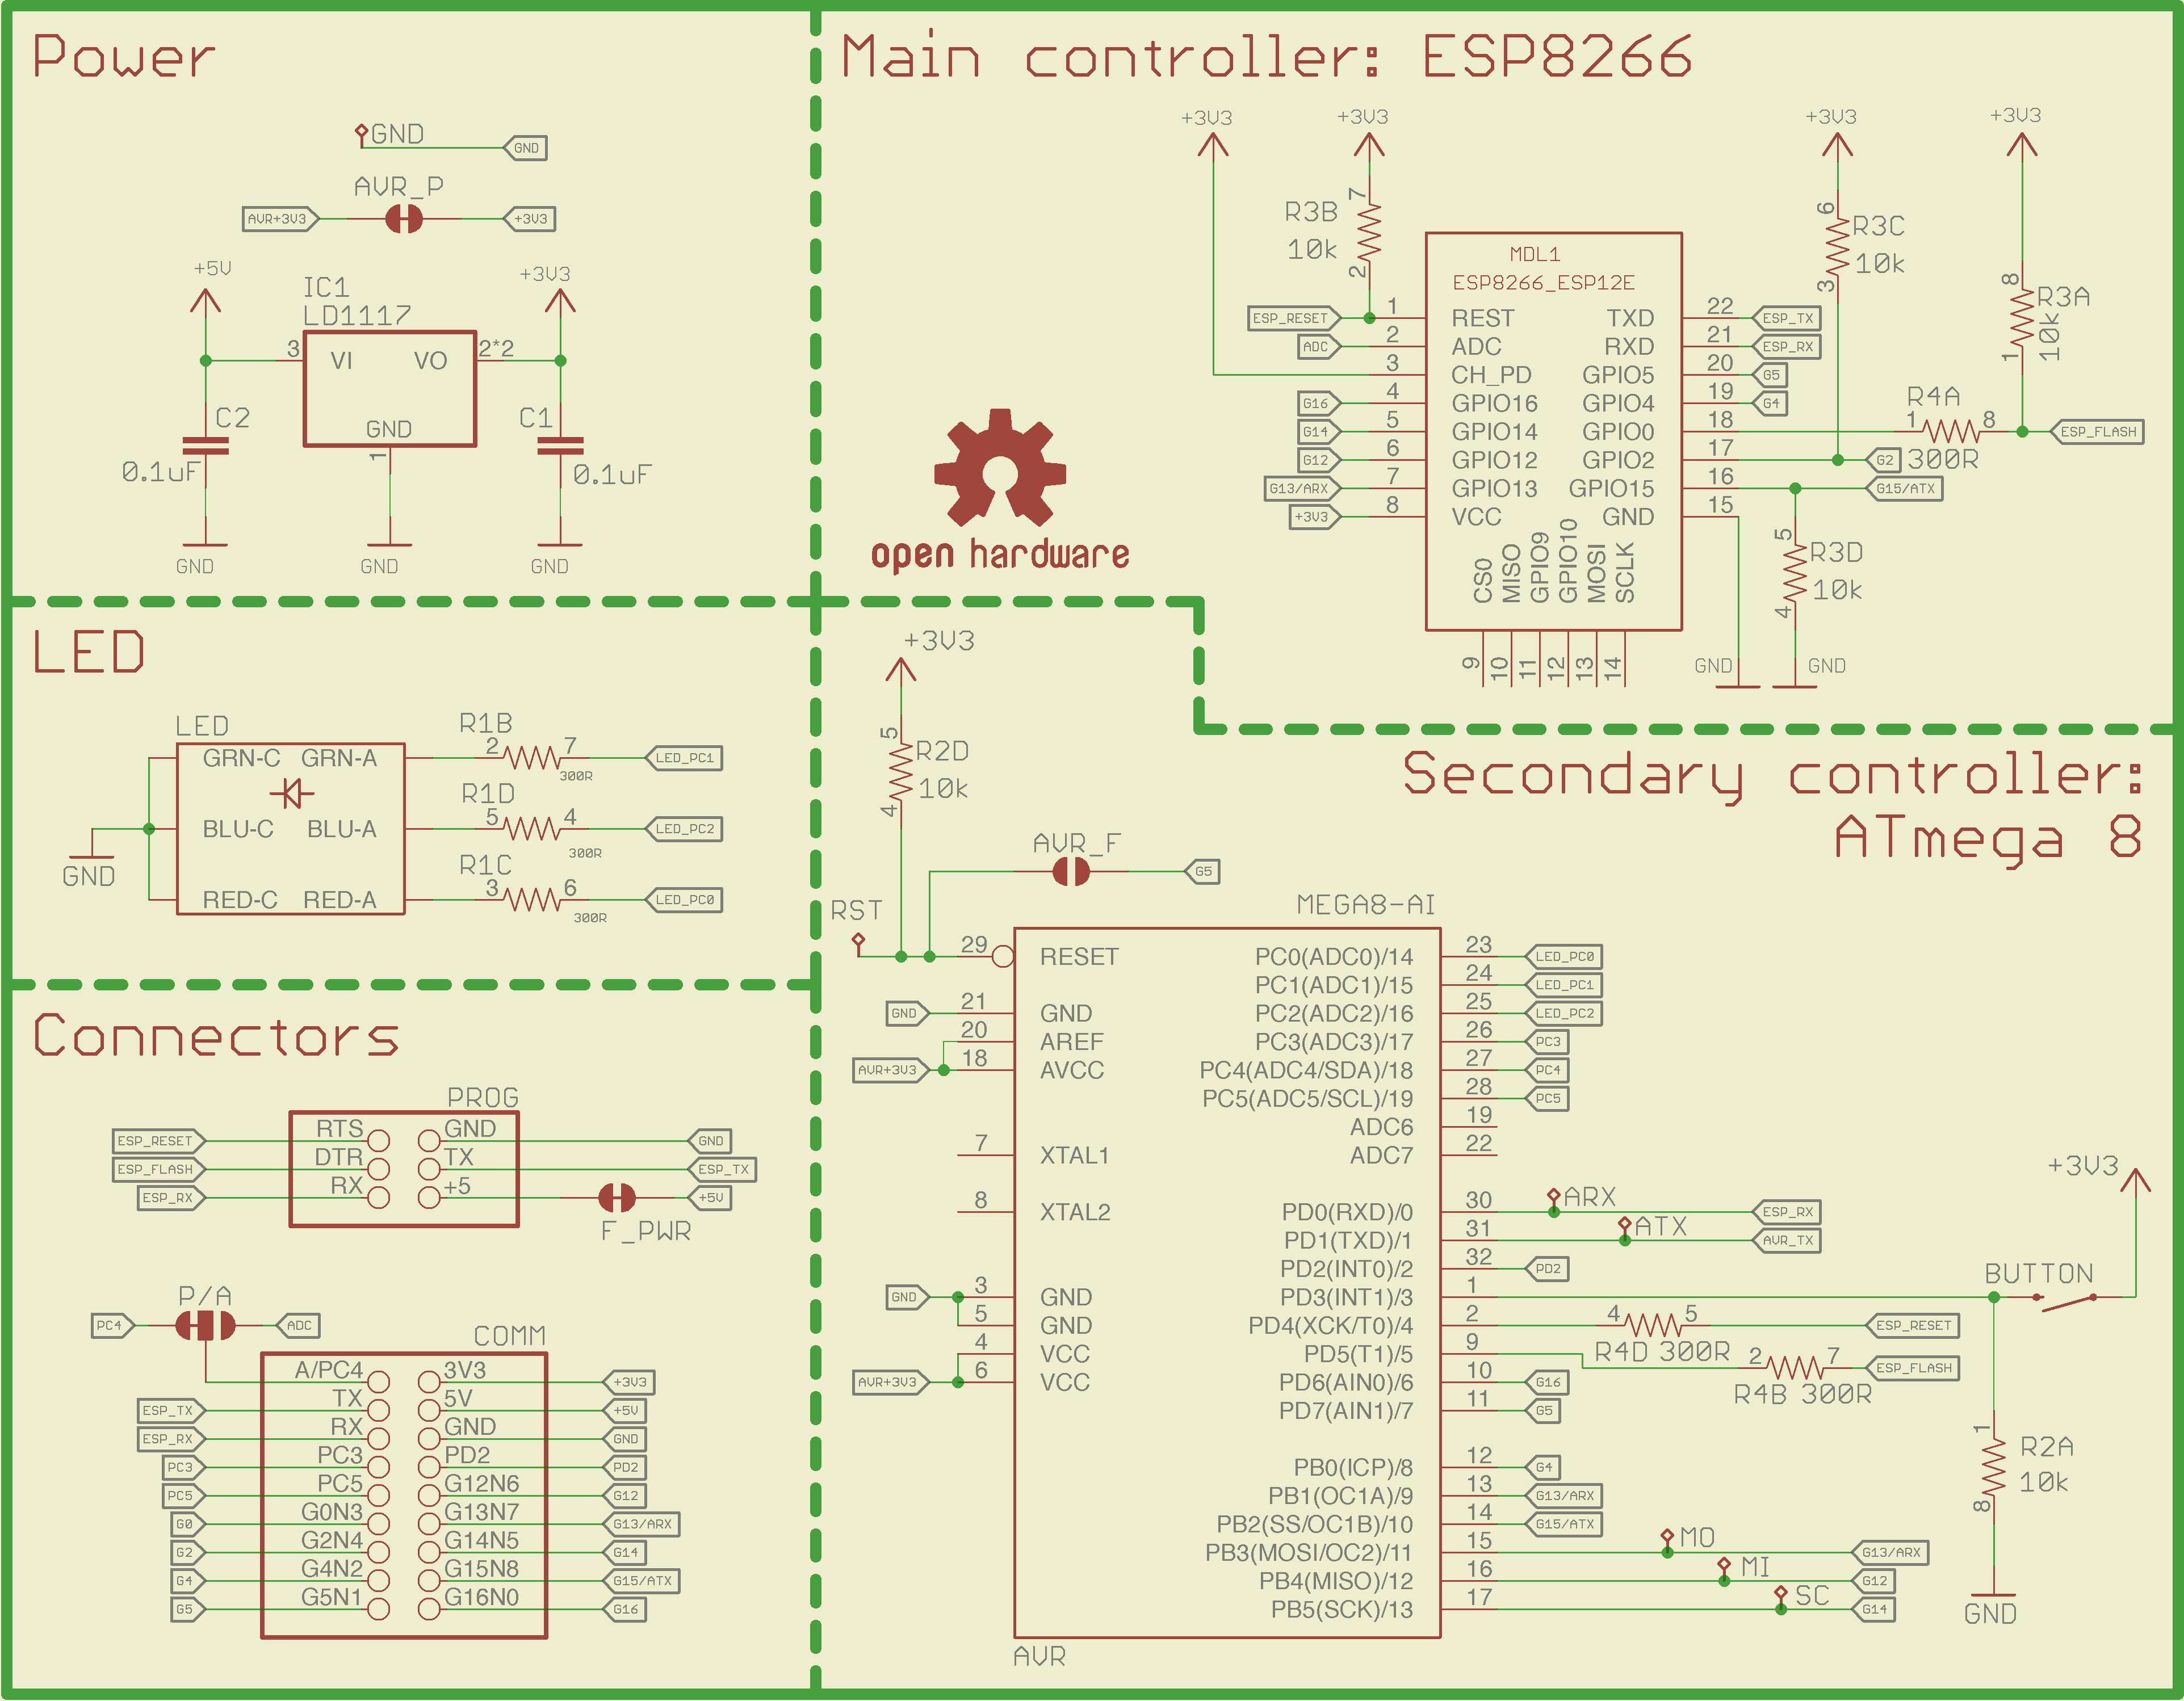 Power
GND
GND
AVR_P
AVR+3V3
+3V3
+5V
+3V3
IC1
LD1117
3
VI
VO
2*2
GND
1
C2
0.1uF
C1
0.1uF
GND
GND
GND
Main controller: ESP8266
+3V3
+3V3
+3V3
+3V3
7
R3B
10k
2
6
R3C
10k
3
8
R3A
10k
1
MDL1
ESP8266_ESP12E
ESP_RESET
1
REST
TXD
22
ESP_TX
ADC
2
ADC
RXD
21
ESP_RX
3
CH_PD
GPIO5
20
G5
G16
4
GPIO16
GPIO4
19
G4
G14
5
GPIO14
GPIO0
18
R4A
1
8
300R
ESP_FLASH
G12
6
GPIO12
GPIO2
17
G2
G13/ARX
7
GPIO13
GPIO15
16
G15/ATX
+3V3
8
VCC
GND
15
CS0
MISO
GPIO9
GPIO10
MOSI
SCLK
9
10
11
12
13
14
5
R3D
10k
4
GND
GND
open hardware
LED
LED
GRN-C
GRN-A
R1B
2
7
300R
LED_PC1
BLU-C
BLU-A
R1D
5
4
300R
LED_PC2
RED-C
RED-A
R1C
3
6
300R
LED_PC0
GND
Connectors
PROG
ESP_RESET
RTS
GND
GND
ESP_FLASH
DTR
TX
ESP_TX
ESP_RX
RX
+5
+5V
F_PWR
P/A
PC4
ADC
COMM
A/PC4
3V3
+3V3
ESP_TX
TX
5V
+5V
ESP_RX
RX
GND
GND
PC3
PC3
PD2
PD2
PC5
PC5
G12N6
G12
G0
G0N3
G13N7
G13/ARX
G2
G2N4
G14N5
G14
G4
G4N2
G15N8
G15/ATX
G5
G5N1
G16N0
G16
Secondary controller:
ATmega 8
+3V3
5
R2D
10k
4
AVR_F
G5
RST
MEGA8-AI
29
RESET
PC0(ADC0)/14
23
LED_PC0
PC1(ADC1)/15
24
LED_PC1
GND
21
GND
PC2(ADC2)/16
25
LED_PC2
20
AREF
PC3(ADC3)/17
26
PC3
AVR+3V3
18
AVCC
PC4(ADC4/SDA)/18
27
PC4
PC5(ADC5/SCL)/19
28
PC5
ADC6
19
7
XTAL1
ADC7
22
8
XTAL2
PD0(RXD)/0
30
ARX
ESP_RX
PD1(TXD)/1
31
ATX
AVR_TX
PD2(INT0)/2
32
PD2
GND
3
GND
PD3(INT1)/3
1
BUTTON
+3V3
5
GND
PD4(XCK/T0)/4
2
4
5
R4D 300R
ESP_RESET
4
VCC
PD5(T1)/5
9
2
7
R4B 300R
ESP_FLASH
AVR+3V3
6
VCC
PD6(AIN0)/6
10
G16
PD7(AIN1)/7
11
G5
PB0(ICP)/8
12
G4
PB1(OC1A)/9
13
G13/ARX
PB2(SS/OC1B)/10
14
G15/ATX
PB3(MOSI/OC2)/11
15
MO
G13/ARX
PB4(MISO)/12
16
MI
G12
PB5(SCK)/13
17
SC
G14
1
R2A
10k
8
GND
AVR